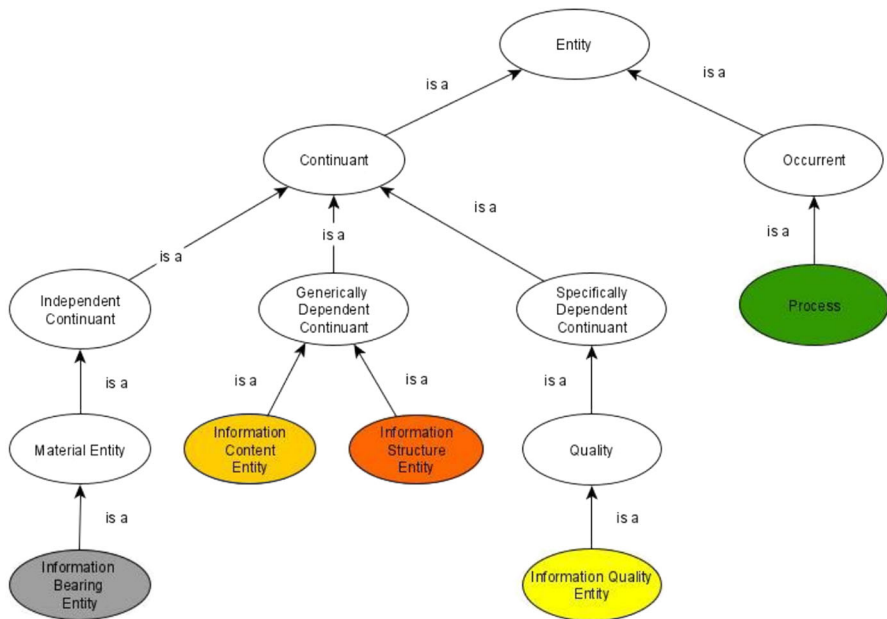 Entity
is a
is a
Continuant
Occurrent
is a
is a
is a
is a
Independent
Continuant
Generically
Dependent
Continuant
Specifically
Dependent
Continuant
Process
is a
is a
is a
is a
Material Entity
Information
Content
Entity
Information
Structure
Entity
Quality
is a
is a
Information
Bearing
Entity
Information Quality
Entity